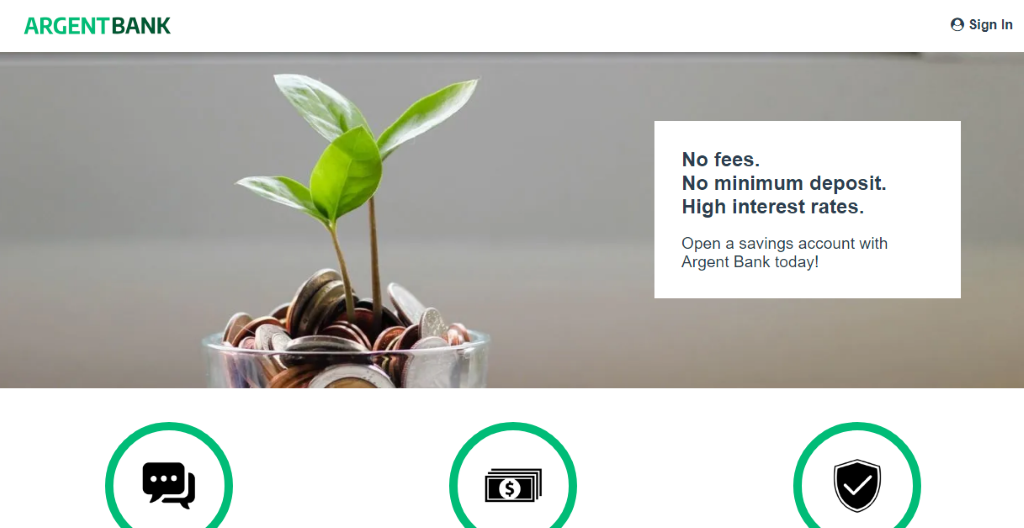 ARGENTBANK
Sign In
No fees.
No minimum deposit.
High interest rates.
Open a savings account with
Argent Bank today!
$